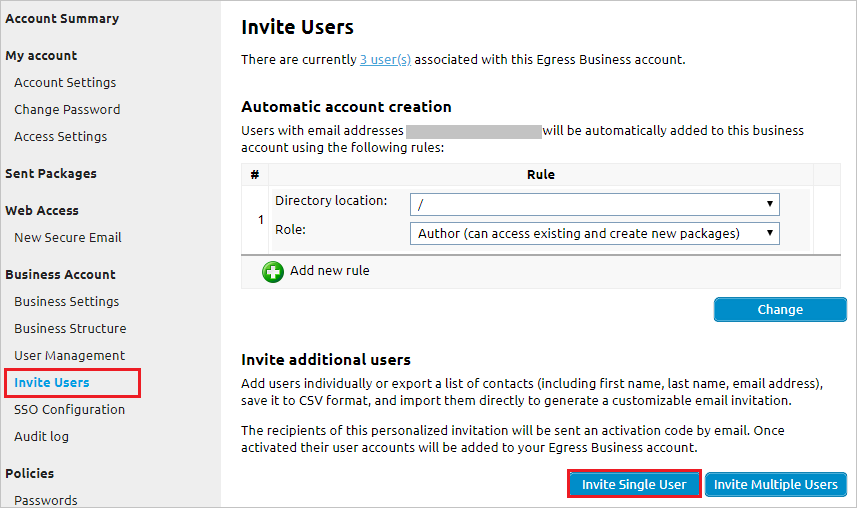 Account Summary
My account
Account Settings
Change Password
Access Settings
Sent Packages
Web Access
New Secure Email
Business Account
Business Settings
Business Structure
User Management
Invite Users
SSO Configuration
Audit log
Policies
Passwords
Invite Users
There are currently 3 user(s) associated with this Egress Business account.
Automatic account creation
Users with email addresses will be automatically added to this business
account using the following rules:
# Rule
1
Directory location: /
Role: Author (can access existing and create new packages)
Add new rule
Change
Invite additional users
Add users individually or export a list of contacts (including first name, last name, email address),
save it to CSV format, and import them directly to generate a customizable email invitation.
The recipients of this personalized invitation will be sent an activation code by email. Once
activated their user accounts will be added to your Egress Business account.
Invite Single User Invite Multiple Users